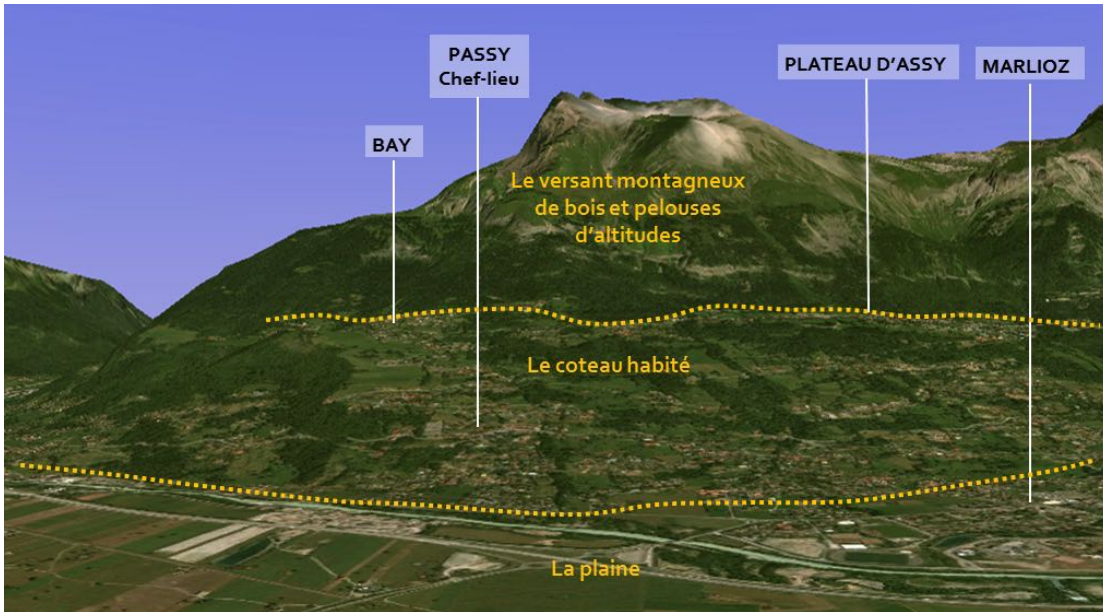 PASSY
Chef-lieu
PLATEAU D'ASSY
MARLIOZ
BAY
Le versant montagneux
de bois et pelouses
d'altitudes
Le coteau habité
La plaine